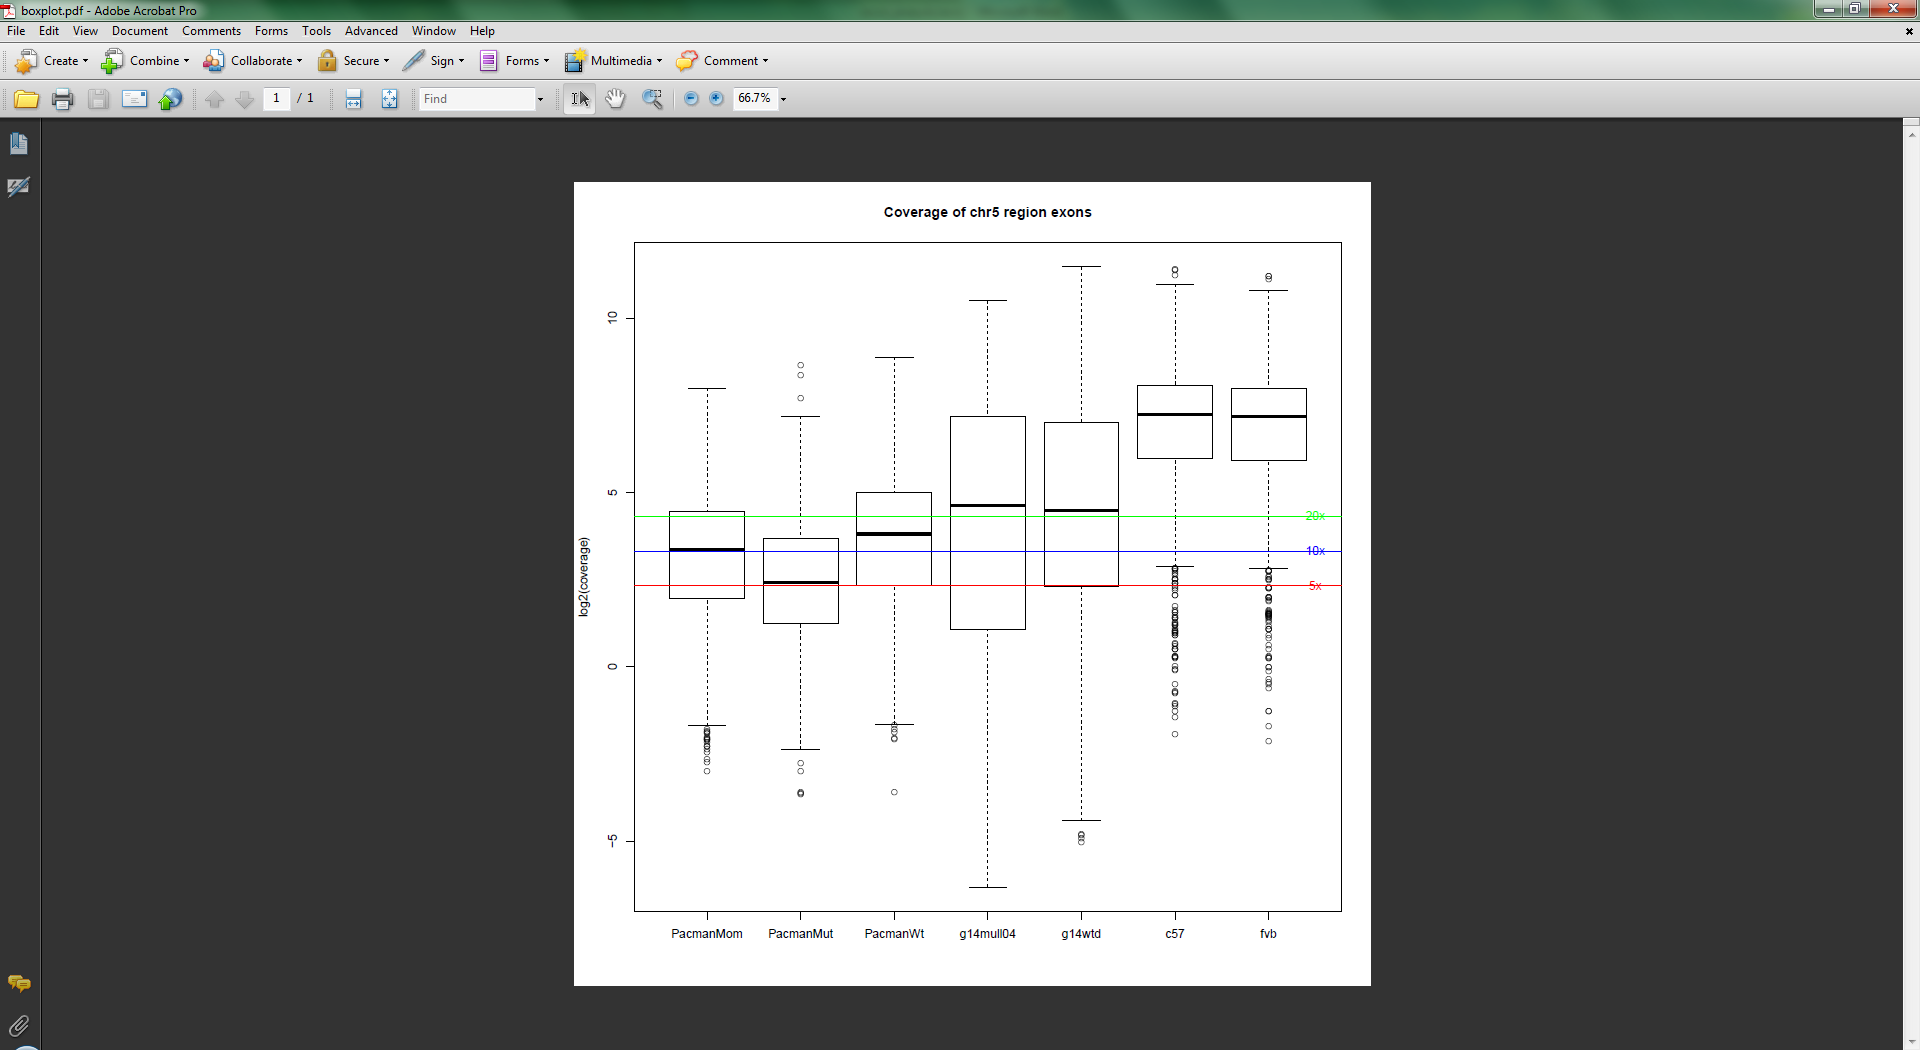 boxplot.pdf - Adobe Acrobat Pro
File Edit View Document Comments Forms Tools Advanced Window Help
Create Combine Collaborate Secure Sign Forms Multimedia Comment
1 / 1 Find 66.7%
Coverage of chr5 region exons
10
5
0
-5
log2(coverage)
20x
10x
5x
PacmanMom PacmanMut PacmanWt g14mull04 g14wtd c57 fvb